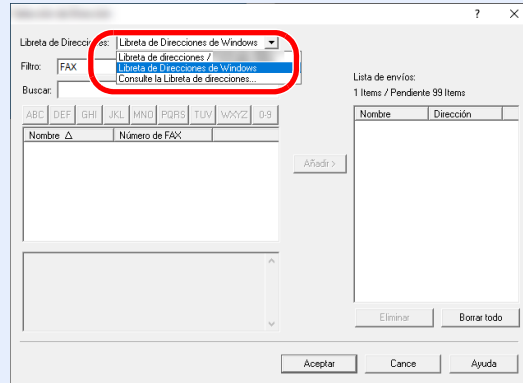 Libreta de Direcciones:
Libreta de Direcciones de Windows
Libreta de direcciones /
Libreta de Direcciones de Windows
Consulte la Libreta de direcciones...
Filtro:
FAX
Buscar:
ABC DEF GHI JKL MNO PQRS TUV WXYZ 0-9
Nombre Número de FAX
Añadir >
Lista de envíos:
1 Items / Pendiente 99 Items
Nombre Dirección
Eliminar Borrar todo
Aceptar Cance Ayuda